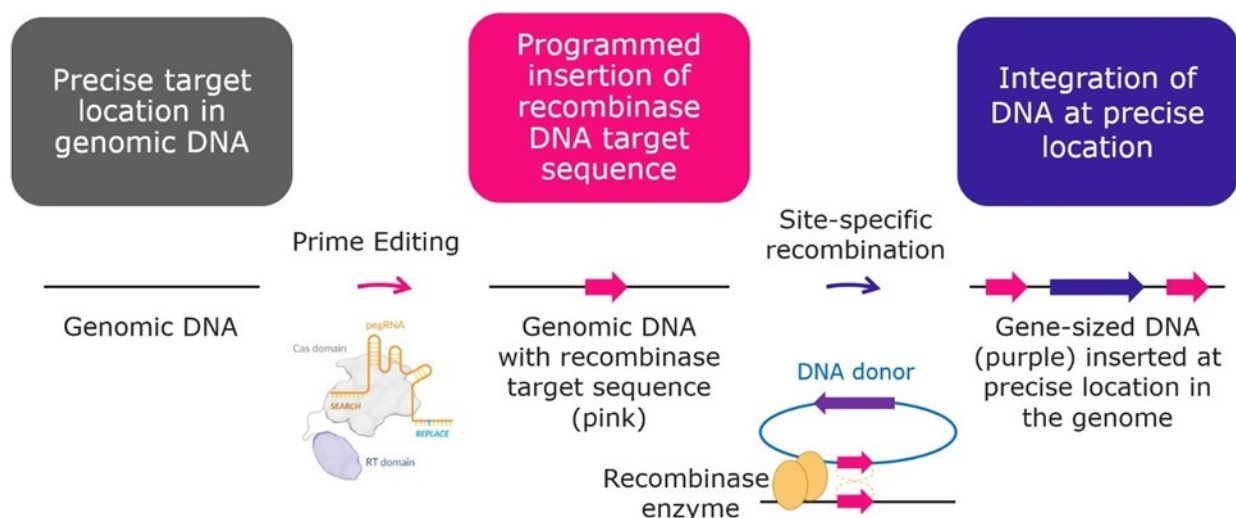 Precise target
location in
genomic DNA
Programmed
insertion of
recombinase
DNA target
sequence
Integration of
DNA at precise
location
Prime Editing
Site-specific
recombination
Genomic DNA
pegRNA
Cas domain
SEARCH
REPLACE
RT domain
Genomic DNA
with recombinase
target sequence
(pink)
DNA donor
Recombinase
enzyme
Gene-sized DNA
(purple) inserted at
precise location in
the genome